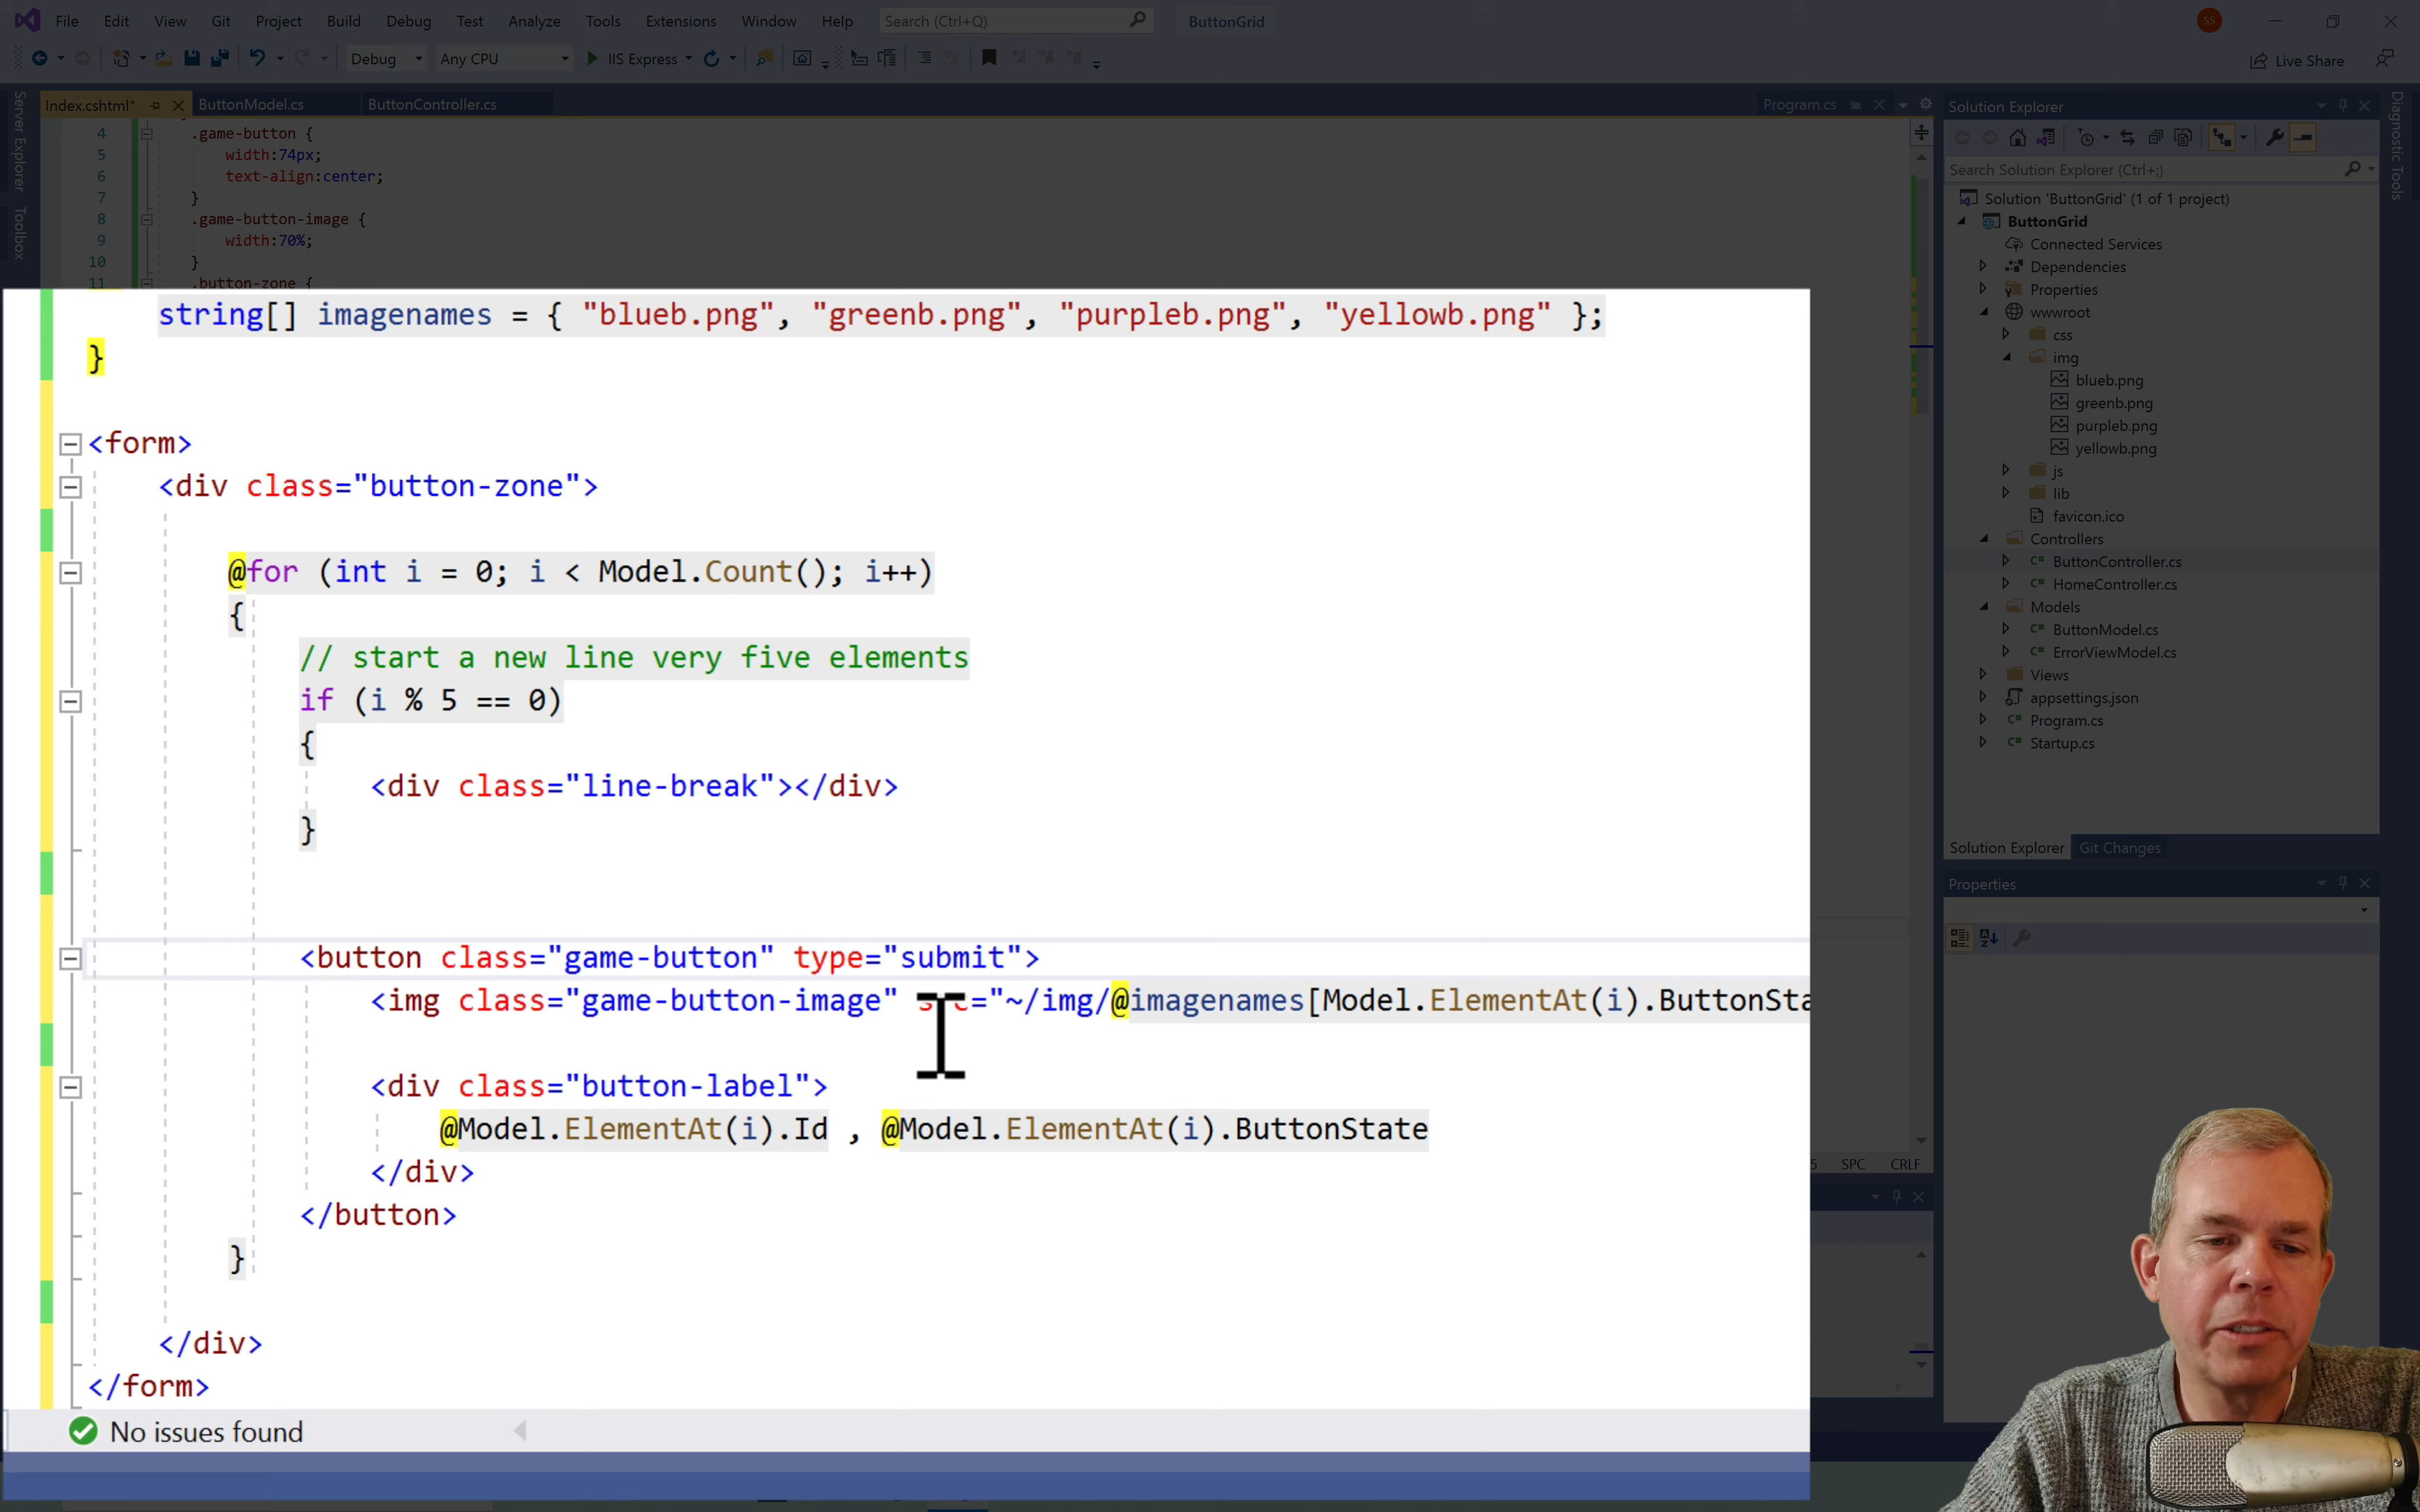 File Edit View Git Project Build Debug Test Analyze Tools Extensions Window Help Search (Ctrl+Q) ButtonGrid SS
Debug Any CPU IIS Express Live Share
Server Explorer
Toolbox
Index.cshtml* ButtonModel.cs ButtonController.cs Program.cs
4 .game-button {
5 width:74px;
6 text-align:center;
7 }
8 .game-button-image {
9 width:70%;
10 }
11 .button-zone {
string[] imagenames = { "blueb.png", "greenb.png", "purpleb.png", "yellowb.png" };
}
<form>
<div class="button-zone">
@for (int i = 0; i < Model.Count(); i++)
{
// start a new line very five elements
if (i % 5 == 0)
{
<div class="line-break"></div>
}
<button class="game-button" type="submit">
<img class="game-button-image" src="~/img/@imagenames[Model.ElementAt(i).ButtonSta
<div class="button-label">
@Model.ElementAt(i).Id , @Model.ElementAt(i).ButtonState
</div>
</button>
}
</div>
</form>
No issues found
5 SPC CRLF
Solution Explorer
Search Solution Explorer (Ctrl+;)
Solution 'ButtonGrid' (1 of 1 project)
ButtonGrid
Connected Services
Dependencies
Properties
wwwroot
css
img
blueb.png
greenb.png
purpleb.png
yellowb.png
js
lib
favicon.ico
Controllers
C# ButtonController.cs
C# HomeController.cs
Models
C# ButtonModel.cs
C# ErrorViewModel.cs
Views
appsettings.json
C# Program.cs
C# Startup.cs
Solution Explorer Git Changes
Properties
Diagnostic Tools